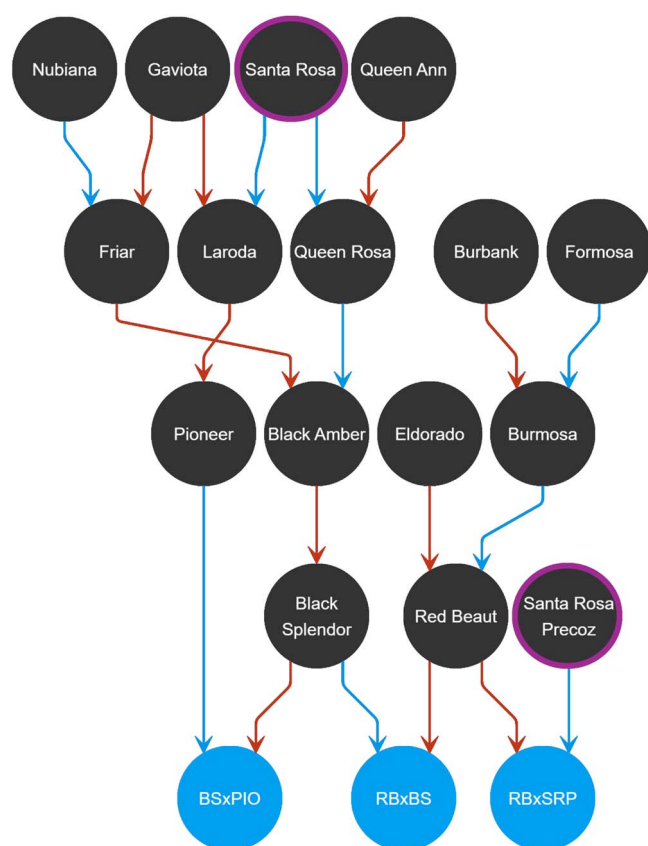 Nubiana
Gaviota
Santa Rosa
Queen Ann
Friar
Laroda
Queen Rosa
Burbank
Formosa
Pioneer
Black Amber
Eldorado
Burmosa
Black
Splendor
Red Beaut
Santa Rosa
Precoz
BSxPIO
RBxBS
RBxSRP